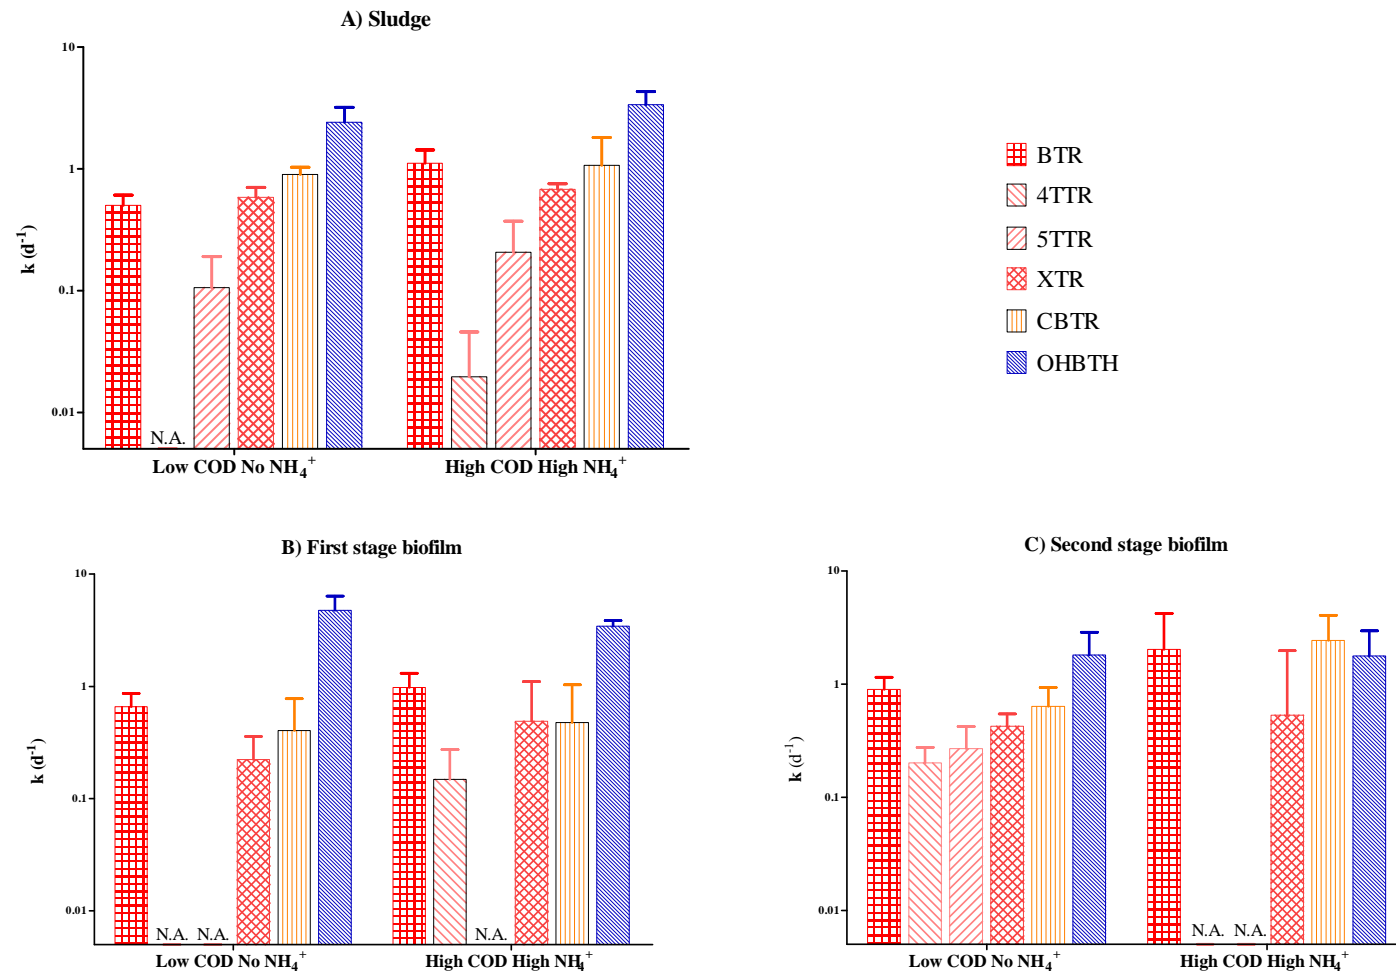 A) Sludge
10
1
0.1
0.01
k (d⁻¹)
N.A.
Low COD No NH₄⁺
High COD High NH₄⁺
BTR
4TTR
5TTR
XTR
CBTR
OHBTH
B) First stage biofilm
10
1
0.1
0.01
k (d⁻¹)
N.A. N.A.
N.A.
Low COD No NH₄⁺
High COD High NH₄⁺
C) Second stage biofilm
10
1
0.1
0.01
k (d⁻¹)
N.A. N.A.
Low COD No NH₄⁺
High COD High NH₄⁺